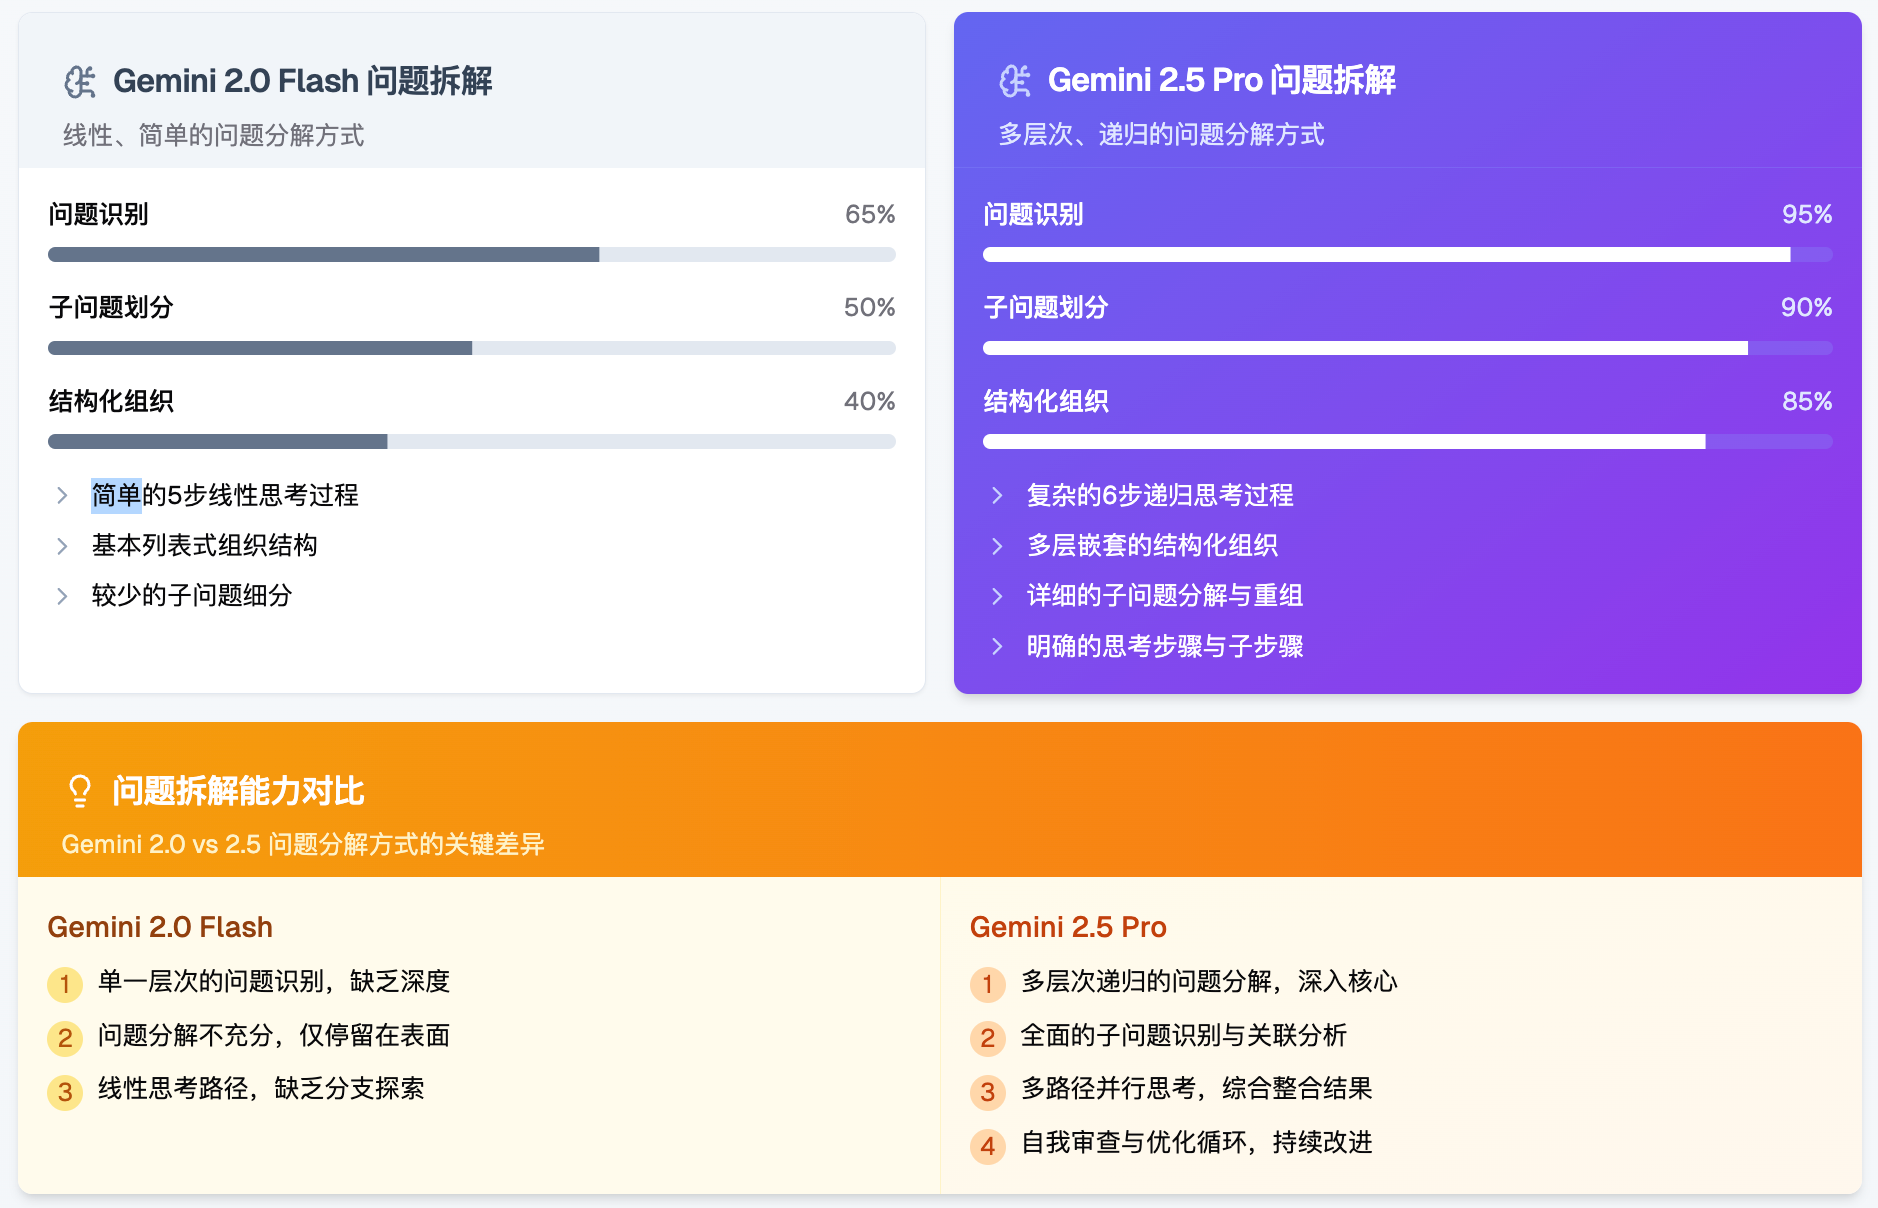 Gemini 2.0 Flash 问题拆解
线性、简单的问题分解方式
问题识别 65%
子问题划分 50%
结构化组织 40%
简单的5步线性思考过程
基本列表式组织结构
较少的子问题细分
Gemini 2.5 Pro 问题拆解
多层次、递归的问题分解方式
问题识别 95%
子问题划分 90%
结构化组织 85%
复杂的6步递归思考过程
多层嵌套的结构化组织
详细的子问题分解与重组
明确的思考步骤与子步骤
问题拆解能力对比
Gemini 2.0 vs 2.5 问题分解方式的关键差异
Gemini 2.0 Flash
1 单一层次的问题识别，缺乏深度
2 问题分解不充分，仅停留在表面
3 线性思考路径，缺乏分支探索
Gemini 2.5 Pro
1 多层次递归的问题分解，深入核心
2 全面的子问题识别与关联分析
3 多路径并行思考，综合整合结果
4 自我审查与优化循环，持续改进